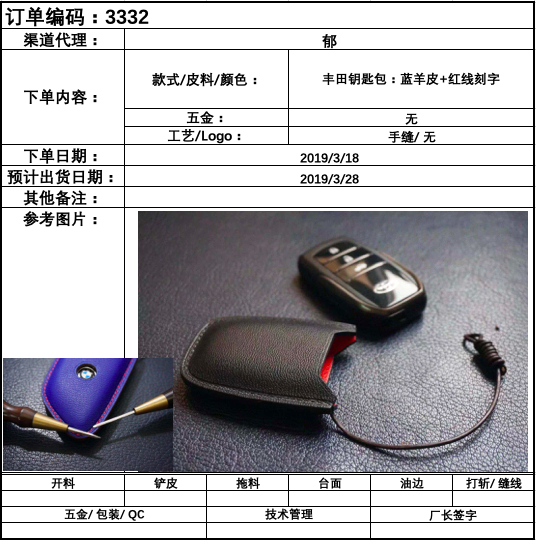 订单编码：3332
渠道代理：
郁
下单内容：
款式/皮料/颜色：
丰田钥匙包：蓝羊皮+红线刻字
五金：
无
工艺/Logo：
手缝/ 无
下单日期：
2019/3/18
预计出货日期：
2019/3/28
其他备注：
参考图片：
开料
铲皮
拖料
台面
油边
打斩/ 缝线
五金/ 包装/ QC
技术管理
厂长签字